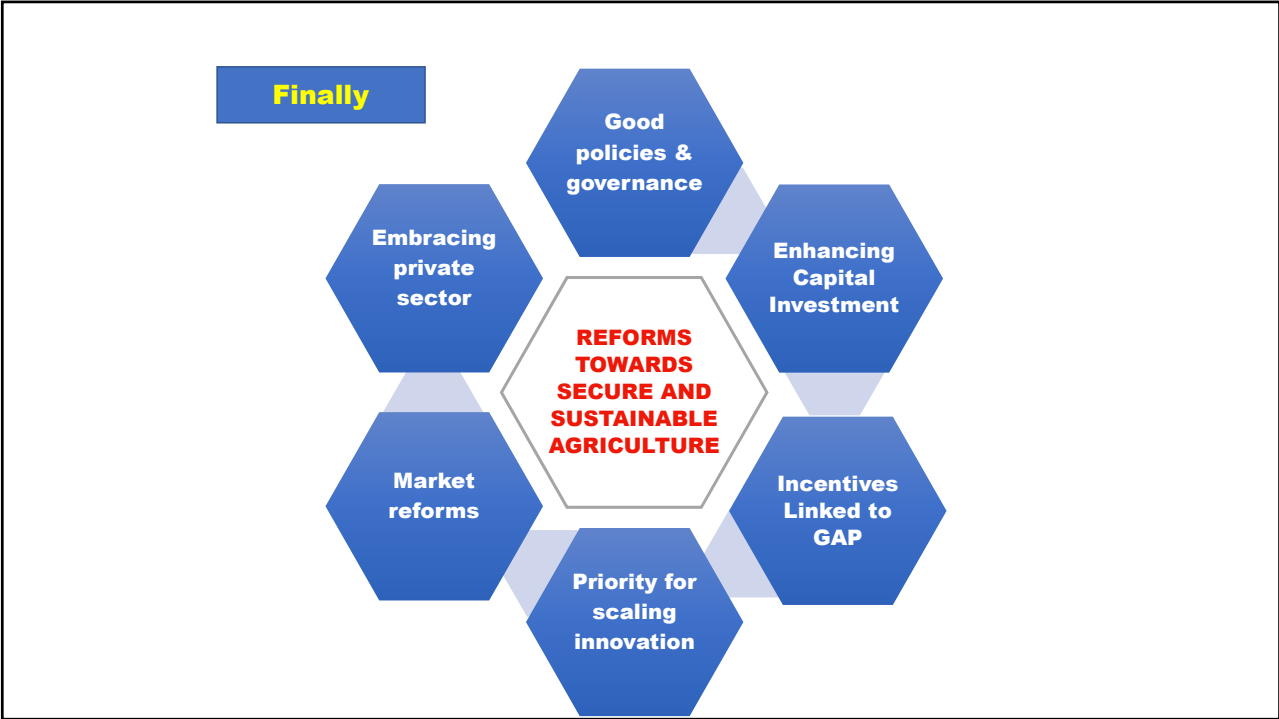 Finally
Good
policies &
governance
Enhancing
Capital
Investment
Incentives
Linked to
GAP
Priority for
scaling
innovation
Market
reforms
Embracing
private
sector
REFORMS
TOWARDS
SECURE AND
SUSTAINABLE
AGRICULTURE